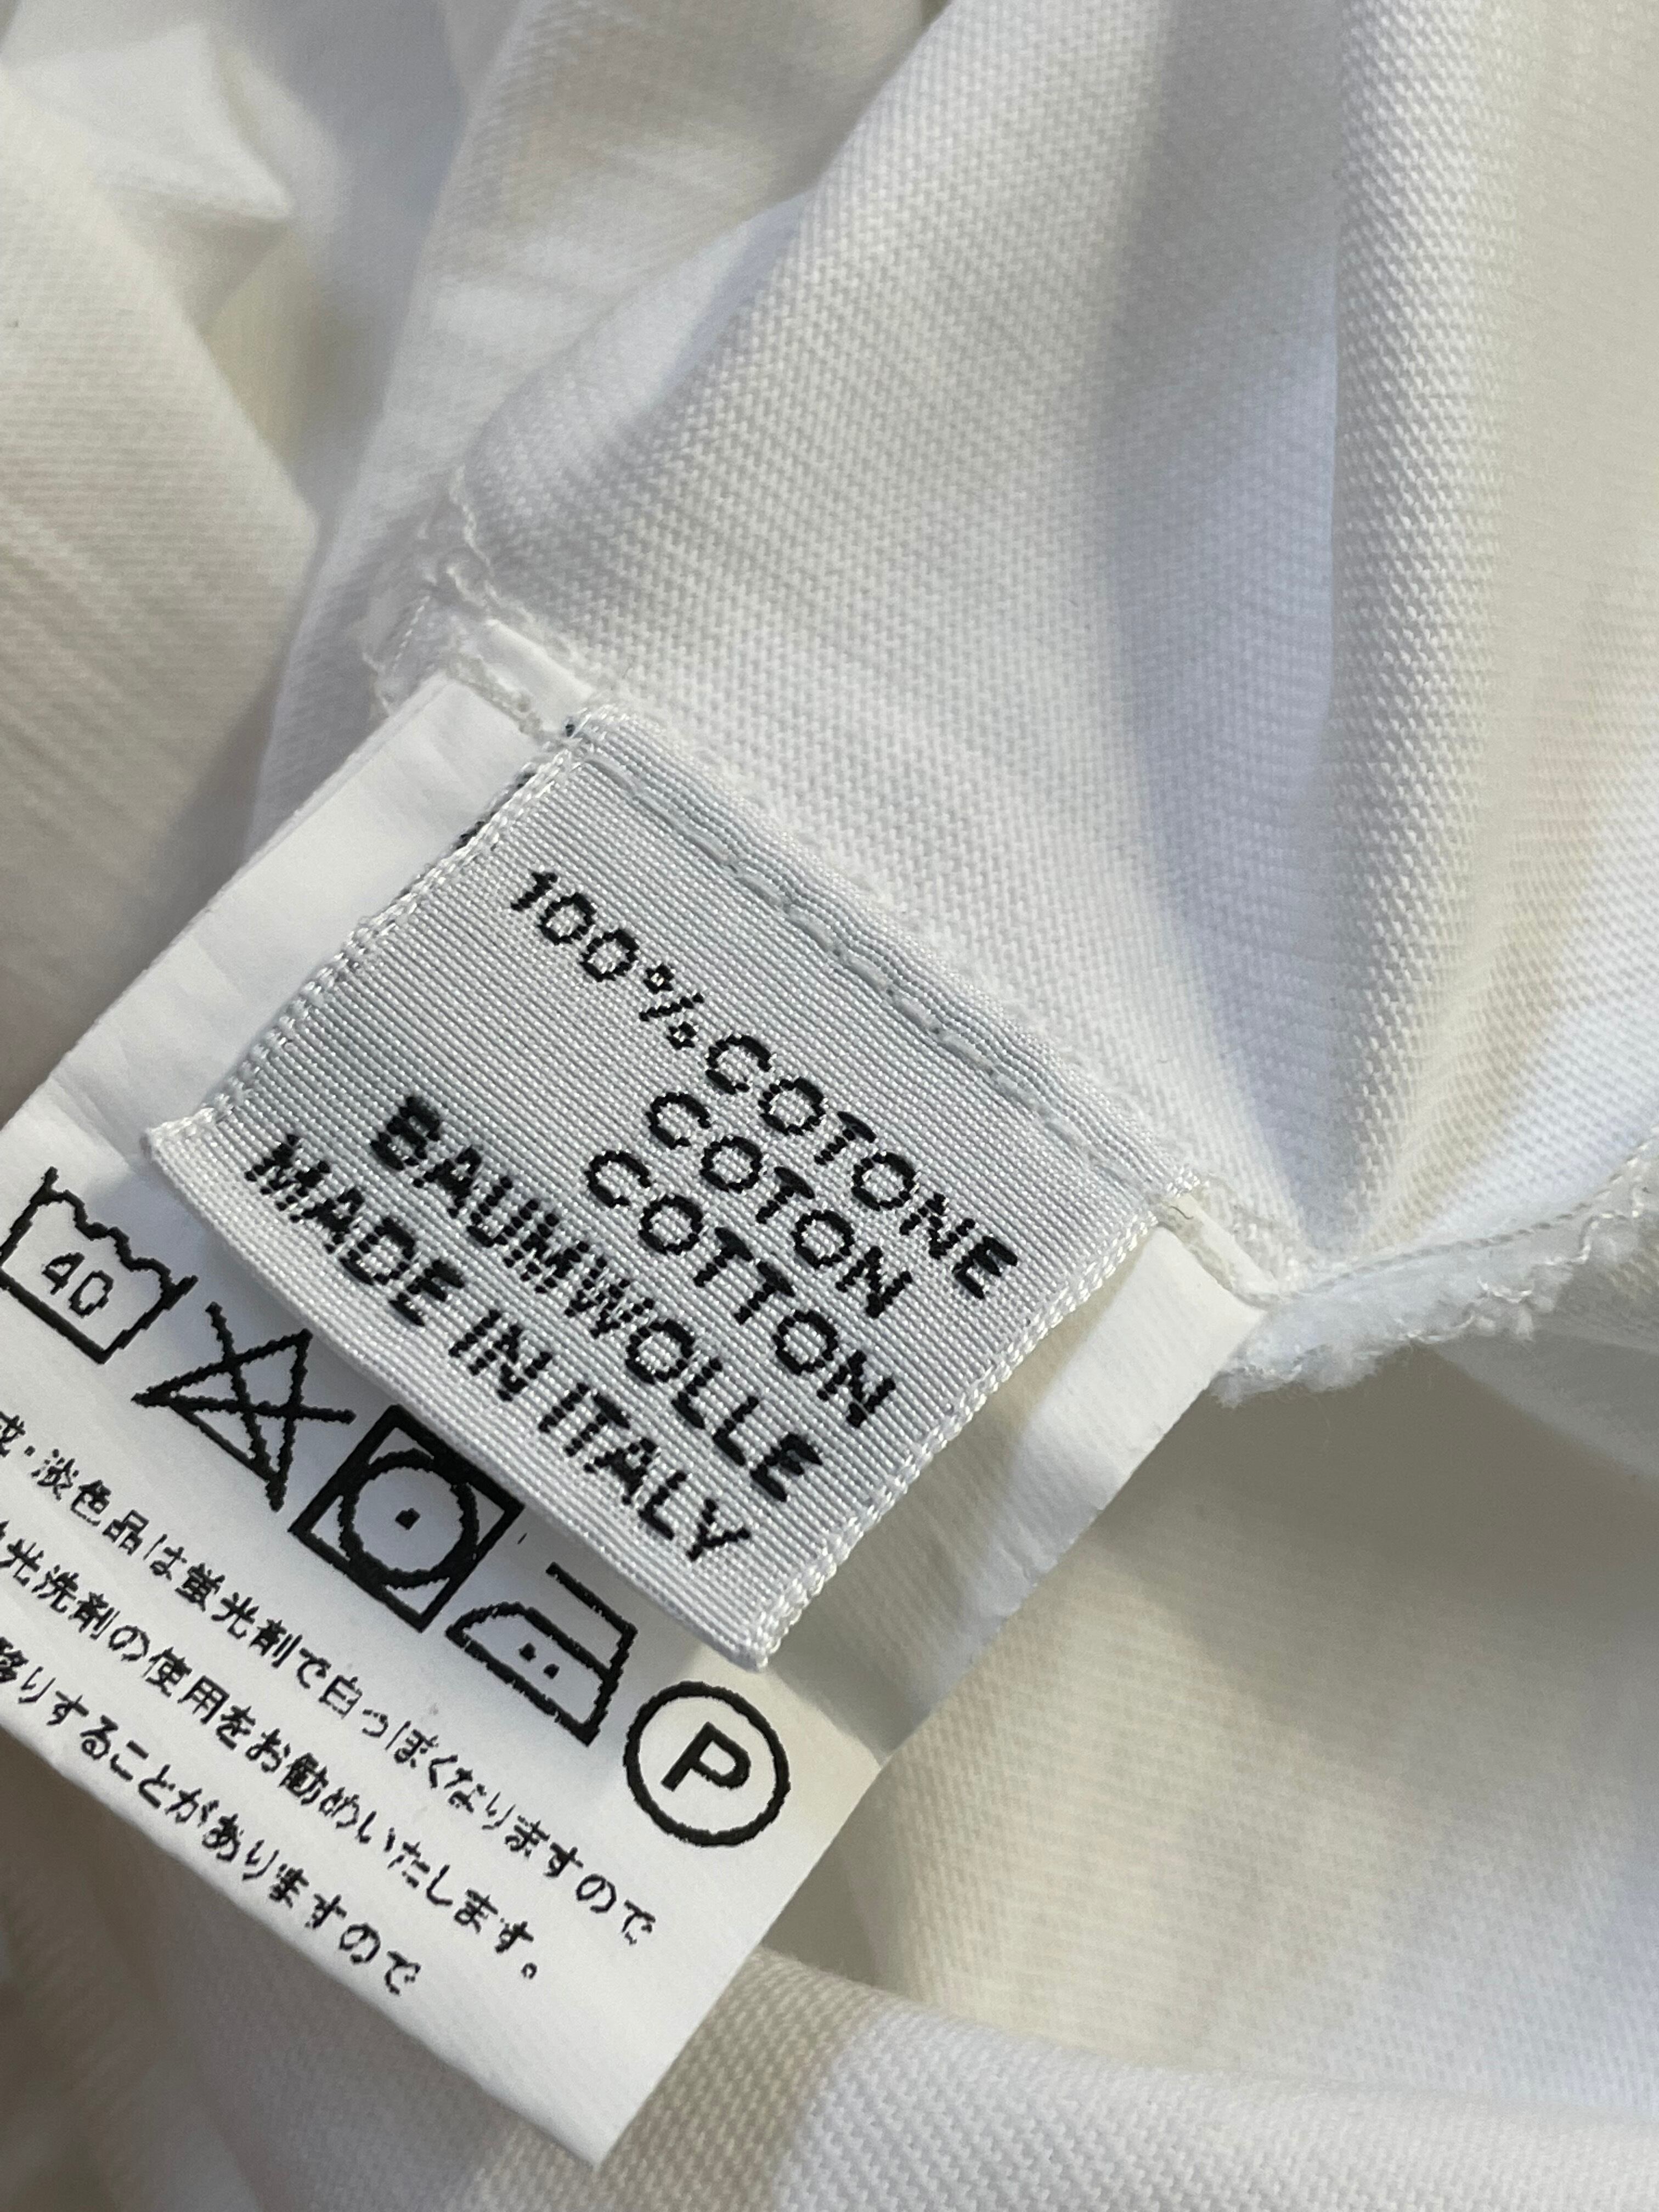 100% COTONE
COTON
COTTON
BAUMWOLLE
MADE IN ITALY
40
P
・淡色品は蛍光剤で白っぽくなりますので
光洗剤の使用をお勧めいたします。
移りすることがありますので